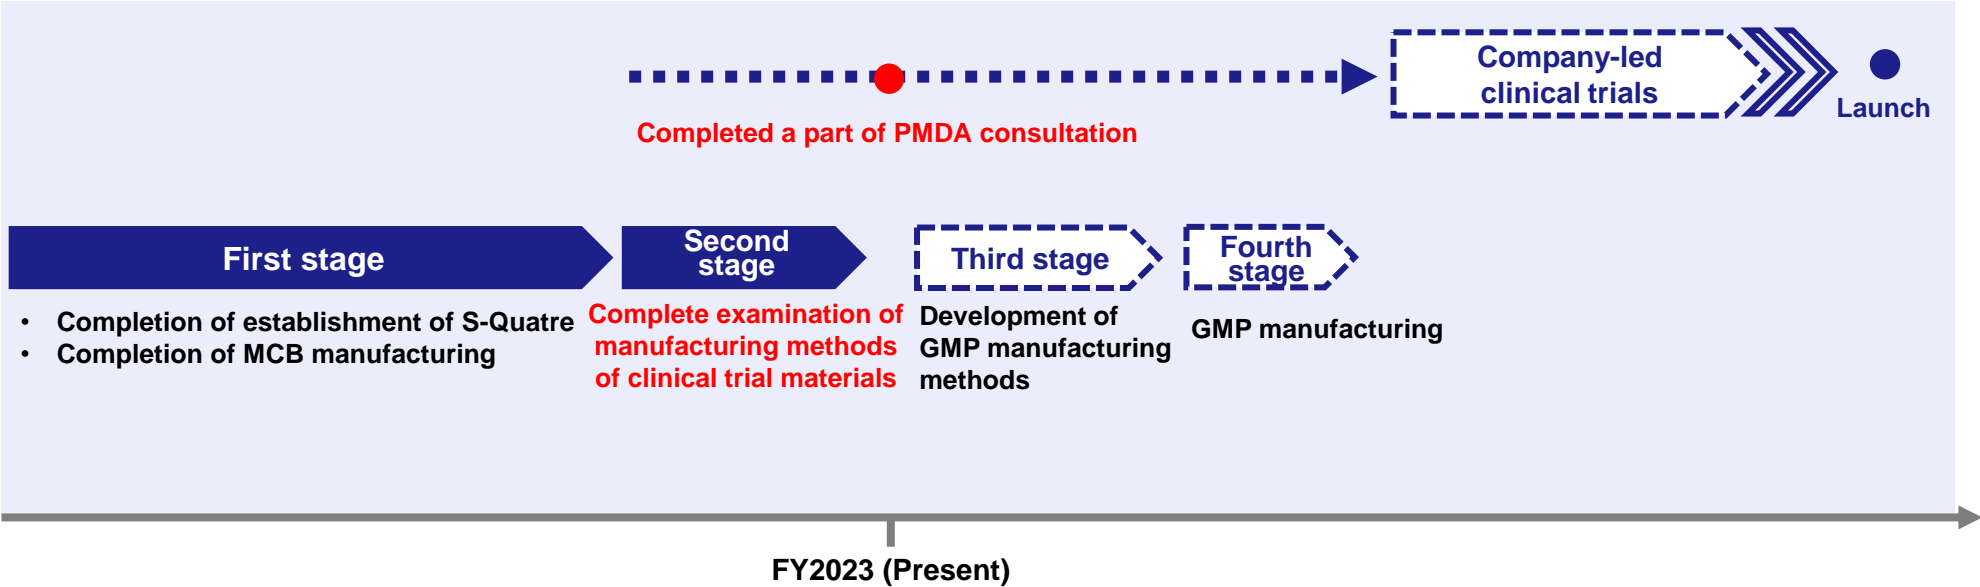 Company-led
clinical trials
Launch
Completed a part of PMDA consultation
First stage
Second
stage
Third stage
Fourth
stage
• Completion of establishment of S-Quatre
• Completion of MCB manufacturing
Complete examination of
manufacturing methods
of clinical trial materials
Development of
GMP manufacturing
methods
GMP manufacturing
FY2023 (Present)